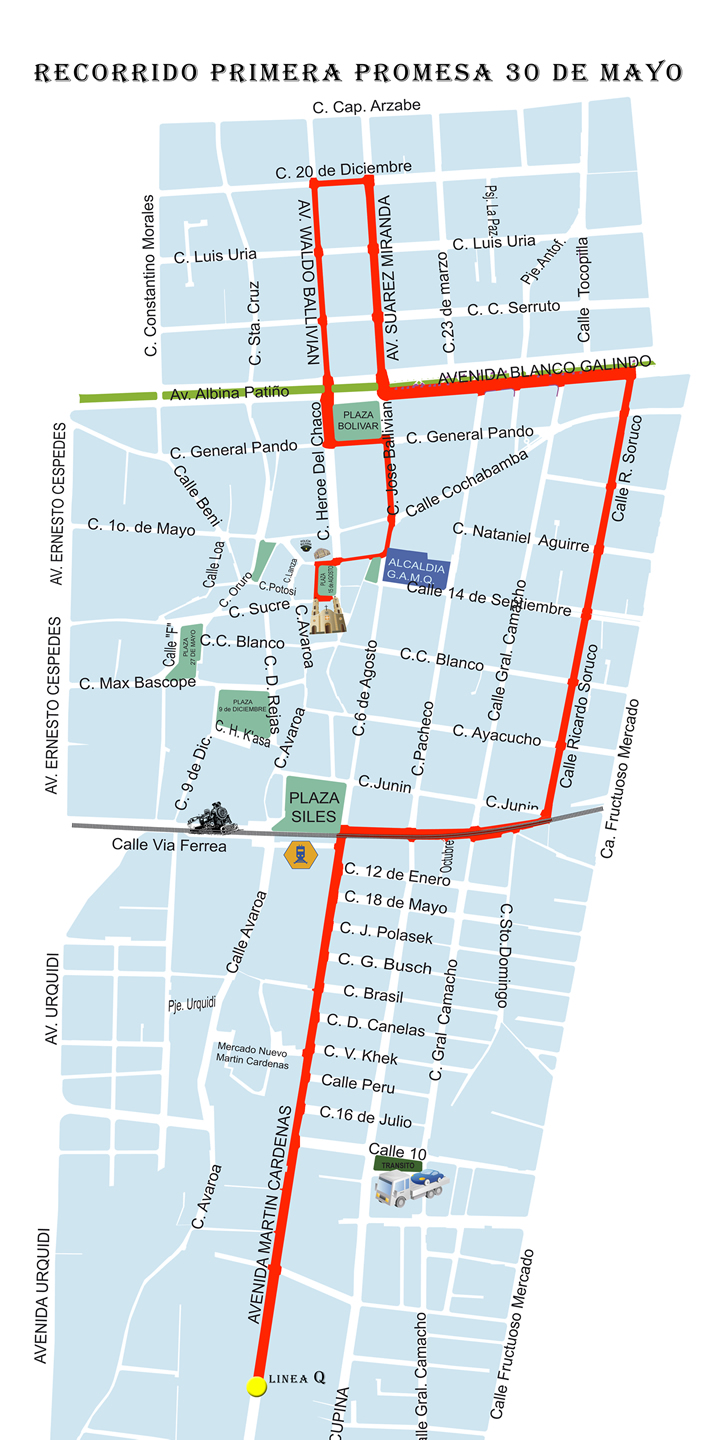 RECORRIDO PRIMERA PROMESA 30 DE MAYO
C. Cap. Arzabe
C. 20 de Diciembre
C. Constantino Morales
AV. WALDO BALLIVIAN
AV. SUAREZ MIRANDA
Psj. La Paz
C. Luis Uria
C. Luis Uria
Pje.Antof.
Calle Tocopilla
C. Sta. Cruz
C.23 de marzo
C. C. Serruto
AVENIDA BLANCO GALINDO
Av. Albina Patiño
PLAZA
BOLIVAR
C. Heroe Del Chaco
C. Jose Ballivian
C. General Pando
C. General Pando
Calle R. Soruco
AV. ERNESTO CESPEDES
Calle Beni
Calle Cochabamba
C. 1o. de Mayo
C. Nataniel Aguirre
Calle Loa
C. Lanza
ALCALDIA
G.A.M.Q.
C. Oruro
C.Potosi
PLAZA
15 de AGOSTO
Calle 14 de Septiembre
C. Sucre
C.Avaroa
Calle Gral. Camacho
Calle "F"
PLAZA
27 DE MAYO
C.C. Blanco
C.C. Blanco
AV. ERNESTO CESPEDES
C. Max Bascope
C. D. Rejas
C.6 de Agosto
Calle Ricardo Soruco
PLAZA
9 de DICIEMBRE
C. H. K'asa
C.Avaroa
C.Pacheco
C. Ayacucho
C. 9 de Dic.
C.Junin
C.Junin
Ca. Fructuoso Mercado
PLAZA
SILES
Calle Via Ferrea
Octubre
C. 12 de Enero
C. 18 de Mayo
Calle Avaroa
C. J. Polasek
C.Sto.Domingo
C. G. Busch
AV. URQUIDI
Pje. Urquidi
C. Brasil
C. Gral. Camacho
C. D. Canelas
Mercado Nuevo
Martin Cardenas
C. V. Khek
Calle Peru
C.16 de Julio
Calle 10
TRANSITO
C. Avaroa
AVENIDA MARTIN CARDENAS
AVENIDA URQUIDI
Calle Fructuoso Mercado
LINEA Q
CUPINA
lle Gral. Camacho